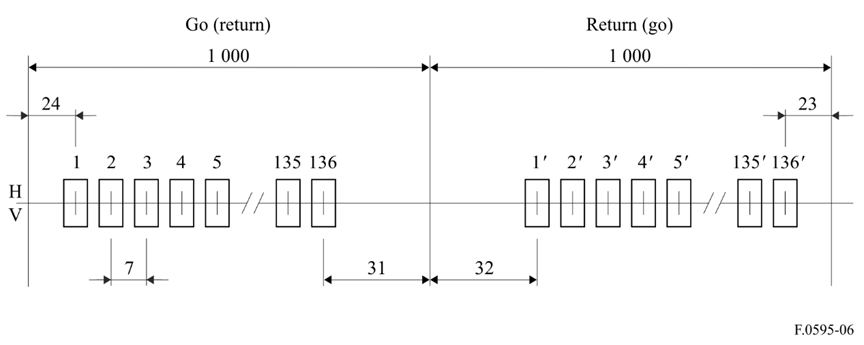 Go (return) Return (go)
1 000 1 000
24 23
1 2 3 4 5 135 136 1′ 2′ 3′ 4′ 5′ 135′ 136′
H
V
7 31 32
F.0595-06